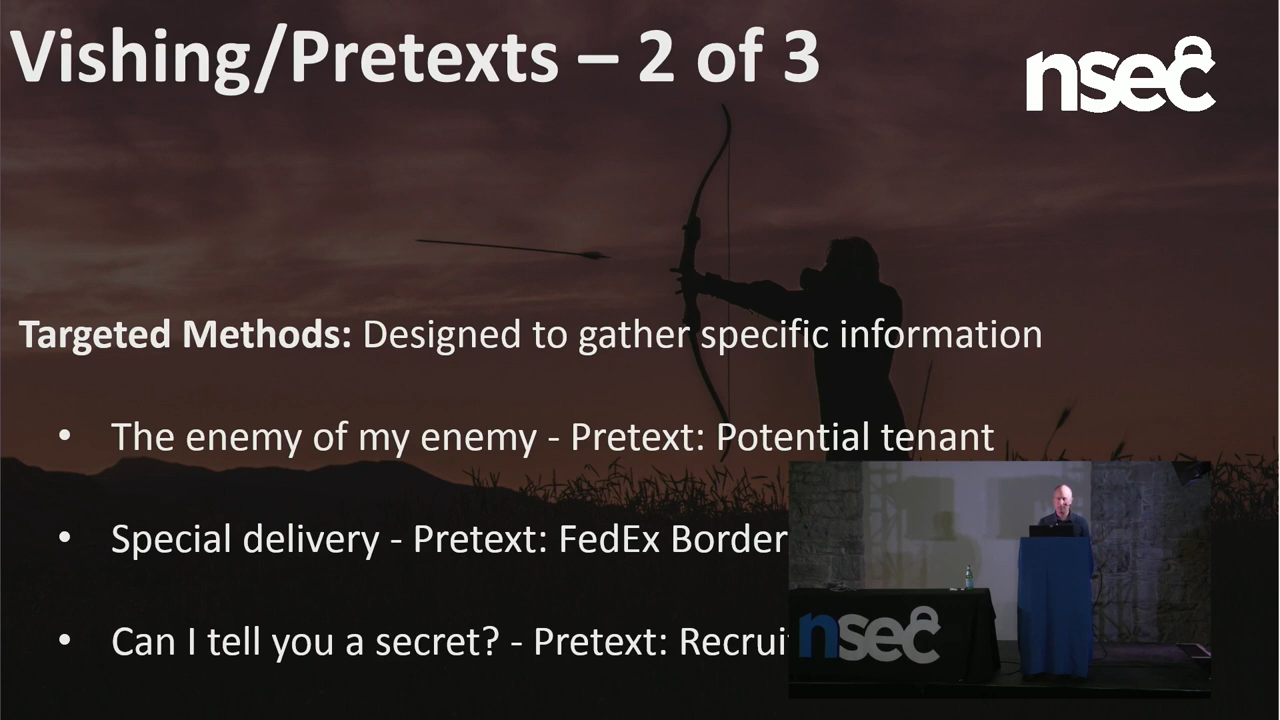 Vishing/Pretexts – 2 of 3
nsec
Targeted Methods: Designed to gather specific information
• The enemy of my enemy - Pretext: Potential tenant
• Special delivery - Pretext: FedEx Border
• Can I tell you a secret? - Pretext: Recrui
nsec